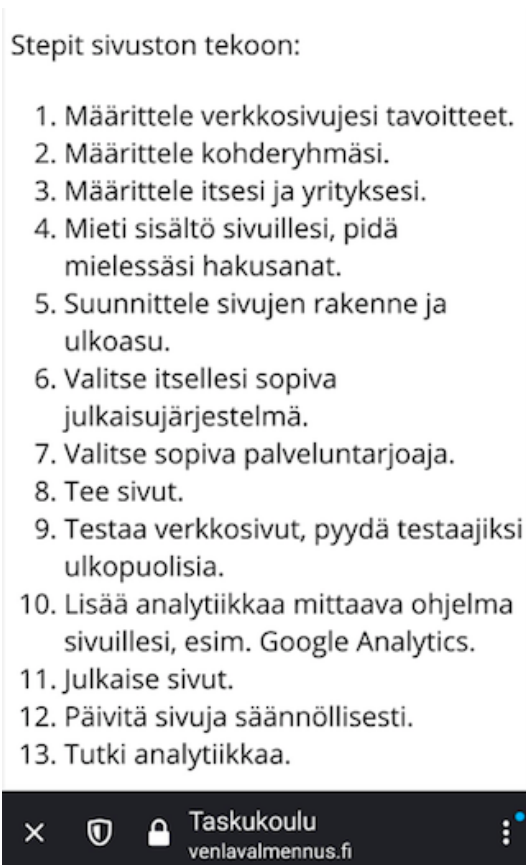 Stepit sivuston tekoon:
1. Määrittele verkkosivujesi tavoitteet.
2. Määrittele kohderyhmäsi.
3. Määrittele itsesi ja yrityksesi.
4. Mieti sisältö sivuillesi, pidä
mielessäsi hakusanat.
5. Suunnittele sivujen rakenne ja
ulkoasu.
6. Valitse itsellesi sopiva
julkaisujärjestelmä.
7. Valitse sopiva palveluntarjoaja.
8. Tee sivut.
9. Testaa verkkosivut, pyydä testaajiksi
ulkopuolisia.
10. Lisää analytiikkaa mittaava ohjelma
sivuillesi, esim. Google Analytics.
11. Julkaise sivut.
12. Päivitä sivuja säännöllisesti.
13. Tutki analytiikkaa.
Taskukoulu
venlavalmennus.fi